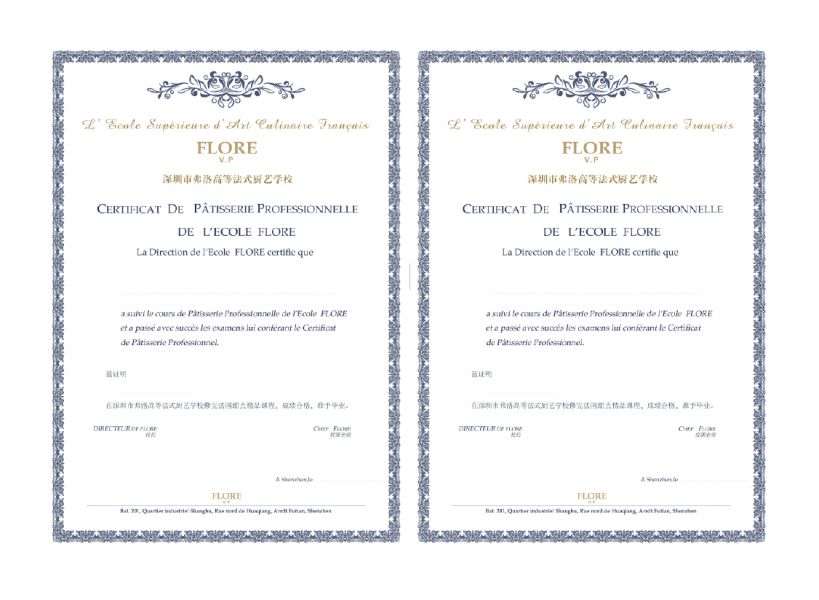 L' Ecole Supérieure d'Art Culinaire Français
FLORE
V.P
深圳市弗洛高等法式厨艺学校
CERTIFICAT DE PÂTISSERIE PROFESSIONNELLE
DE L'ECOLE FLORE
La Direction de l'Ecole FLORE certifie que
a suivi le cours de Pâtisserie Professionnelle de l'Ecole FLORE
et a passé avec succès les examens lui conférant le Certificat
de Pâtisserie Professionnel.
兹证明
在深圳市弗洛高等法式厨艺学校修完法国甜点精品课程，成绩合格，准予毕业。
DIRECTEUR DE FLORE CHEF FLORE
校长
A Shenzhen,le
FLORE
V.P
Bat. 201, Quartier industriel Shangbu, Rue nord de Huaqiang, Arrdt Futian, Shenzhen
L' Ecole Supérieure d'Art Culinaire Français
FLORE
V.P
深圳市弗洛高等法式厨艺学校
CERTIFICAT DE PÂTISSERIE PROFESSIONNELLE
DE L'ECOLE FLORE
La Direction de l'Ecole FLORE certifie que
a suivi le cours de Pâtisserie Professionnelle de l'Ecole FLORE
et a passé avec succès les examens lui conférant le Certificat
de Pâtisserie Professionnel.
兹证明
在深圳市弗洛高等法式厨艺学校修完法国甜点精品课程，成绩合格，准予毕业。
DIRECTEUR DE FLORE CHEF FLORE
校长
A Shenzhen,le
FLORE
V.P
Bat. 201, Quartier industriel Shangbu, Rue nord de Huaqiang, Arrdt Futian, Shenzhen